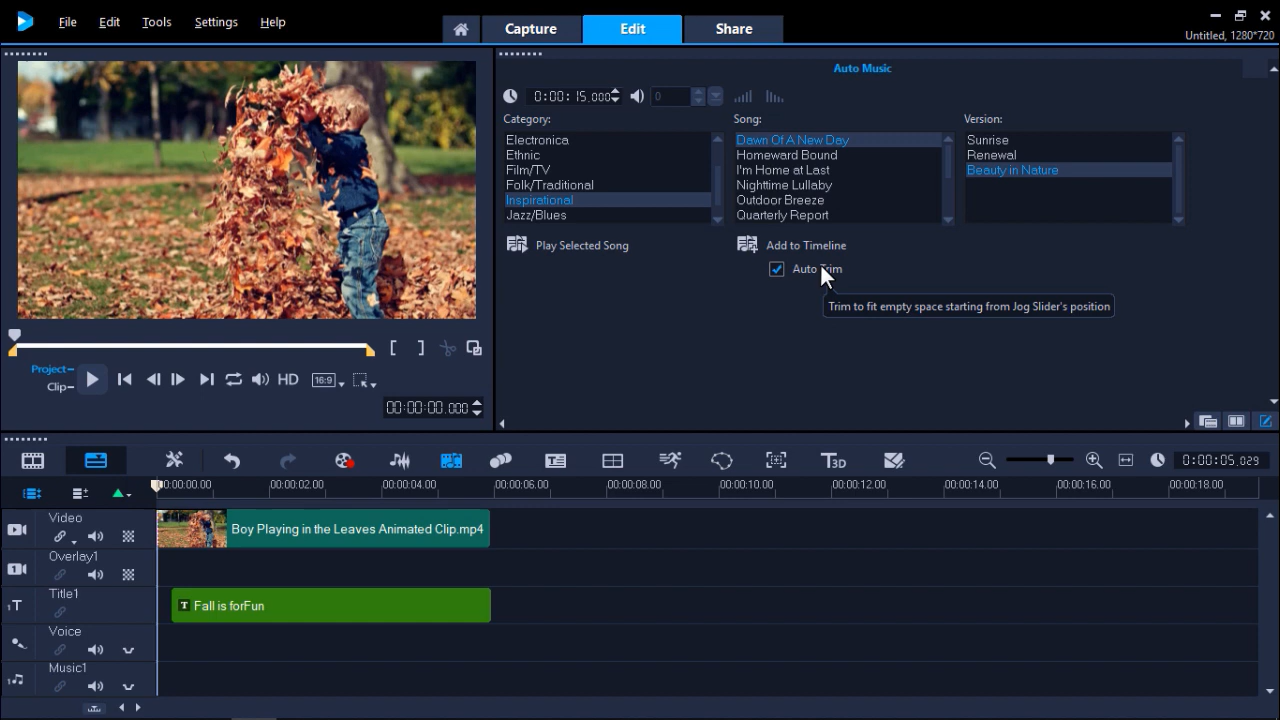 File Edit Tools Settings Help
Capture Edit Share
Untitled, 1280*720
Auto Music
0:00:15.000 0
Category: Song: Version:
Electronica Dawn Of A New Day Sunrise
Ethnic Homeward Bound Renewal
Film/TV I'm Home at Last Beauty in Nature
Folk/Traditional Nighttime Lullaby
Inspirational Outdoor Breeze
Jazz/Blues Quarterly Report
Play Selected Song Add to Timeline
Auto Trim
Trim to fit empty space starting from Jog Slider's position
Project
Clip
HD 16:9
00:00:00.000
T3D 0:00:05.029
00:00:00.00 00:00:02.00 00:00:04.00 00:00:06.00 00:00:08.00 00:00:10.00 00:00:12.00 00:00:14.00 00:00:16.00 00:00:18.00
Video
Boy Playing in the Leaves Animated Clip.mp4
Overlay1
1
Title1
1T
T Fall is forFun
Voice
Music1
1